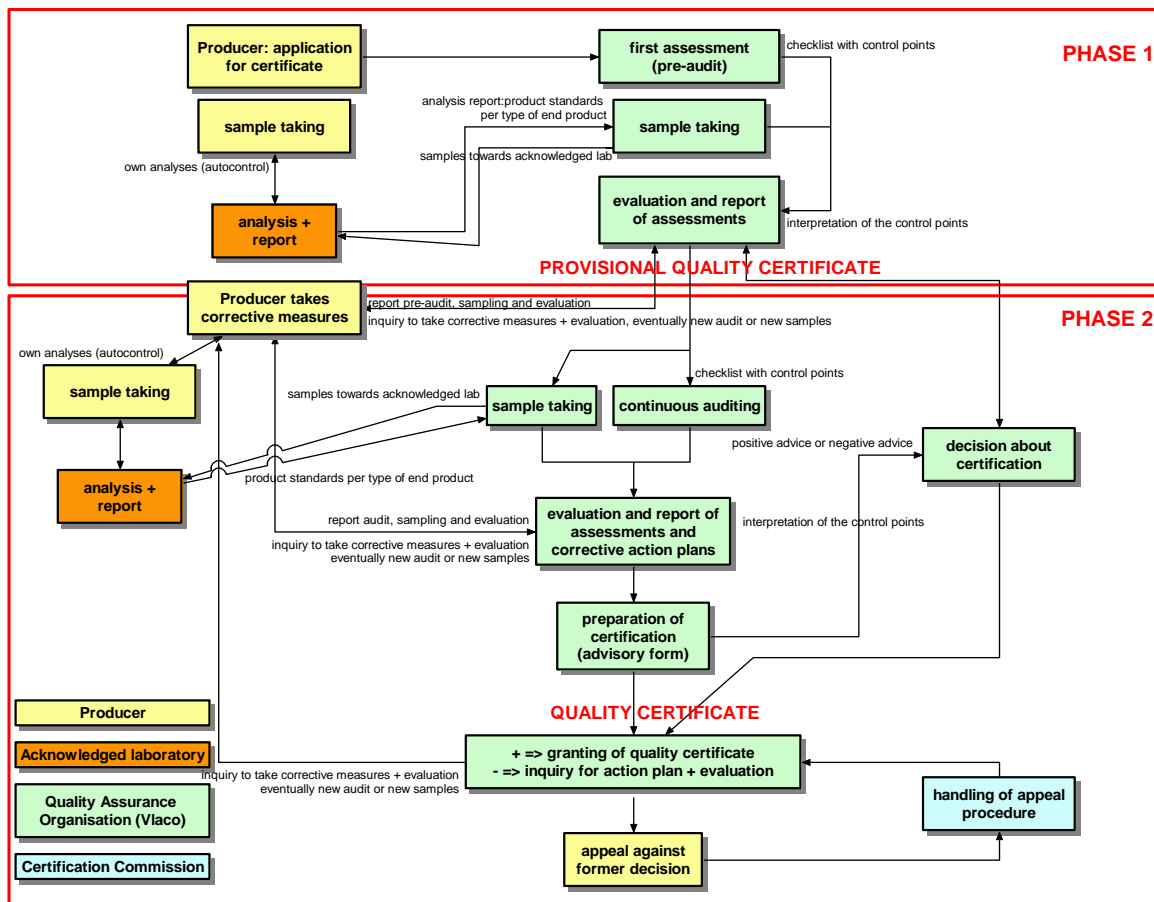 PHASE 1
Producer: application
for certificate
first assessment
(pre-audit)
checklist with control points
analysis report:product standards
per type of end product
sample taking
sample taking
own analyses (autocontrol)
samples towards acknowledged lab
analysis +
report
evaluation and report
of assessments
interpretation of the control points
PROVISIONAL QUALITY CERTIFICATE
PHASE 2
Producer takes
corrective measures
report pre-audit, sampling and evaluation
inquiry to take corrective measures + evaluation, eventually new audit or new samples
own analyses (autocontrol)
sample taking
samples towards acknowledged lab
checklist with control points
sample taking
continuous auditing
positive advice or negative advice
decision about
certification
analysis +
report
product standards per type of end product
report audit, sampling and evaluation
inquiry to take corrective measures + evaluation
eventually new audit or new samples
evaluation and report of
assessments and
corrective action plans
interpretation of the control points
preparation of
certification
(advisory form)
QUALITY CERTIFICATE
+ => granting of quality certificate
- => inquiry for action plan + evaluation
inquiry to take corrective measures + evaluation
eventually new audit or new samples
handling of appeal
procedure
appeal against
former decision
Producer
Acknowledged laboratory
Quality Assurance
Organisation (Vlaco)
Certification Commission